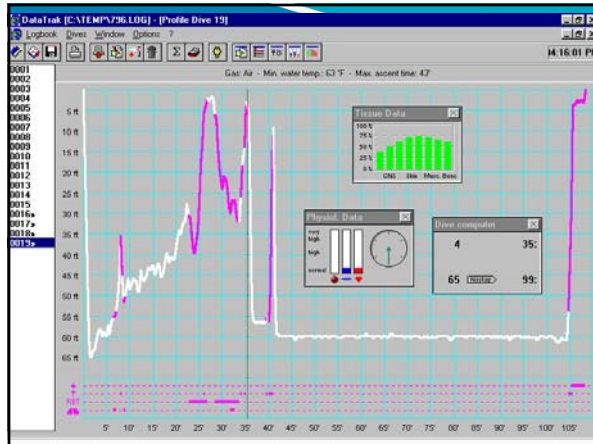 DataTrak [C:\TEMP\796.LOG] - [Profile Dive 19]
Logbook Dives Window Options ?
Gas: Air - Min. water temp.: 63 °F - Max. ascent time: 43'
0001
0002
0003
0004
0005
0006
0007
0008
0009
0010
0011
0012
0013
0014
0015
0016»
0017»
0018»
0019»
5 ft
10 ft
15 ft
20 ft
25 ft
30 ft
35 ft
40 ft
45 ft
50 ft
55 ft
60 ft
65 ft
Tissue Data
100%
75%
50%
25%
0%
CNS Skin Musc. Bones
Physiol. Data
very high
high
normal
Dive computer
4 35:
65 Nostop 99:
RBT
5' 10' 15' 20' 25' 30' 35' 40' 45' 50' 55' 60' 65' 70' 75' 80' 85' 90' 95' 100' 105'